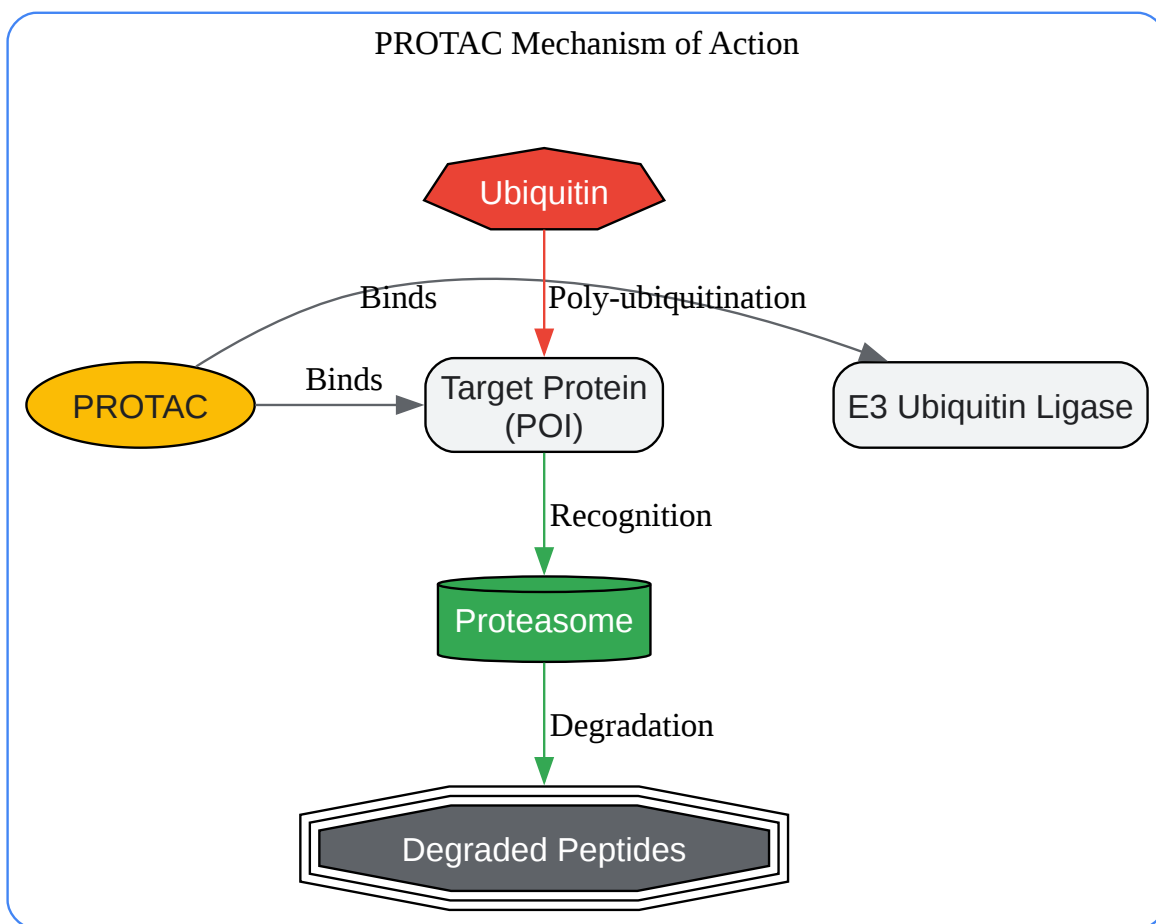 PROTAC Mechanism of Action
Ubiquitin
Binds
Poly-ubiquitination
Binds
PROTAC
Target Protein
(POI)
E3 Ubiquitin Ligase
Recognition
Proteasome
Degradation
Degraded Peptides